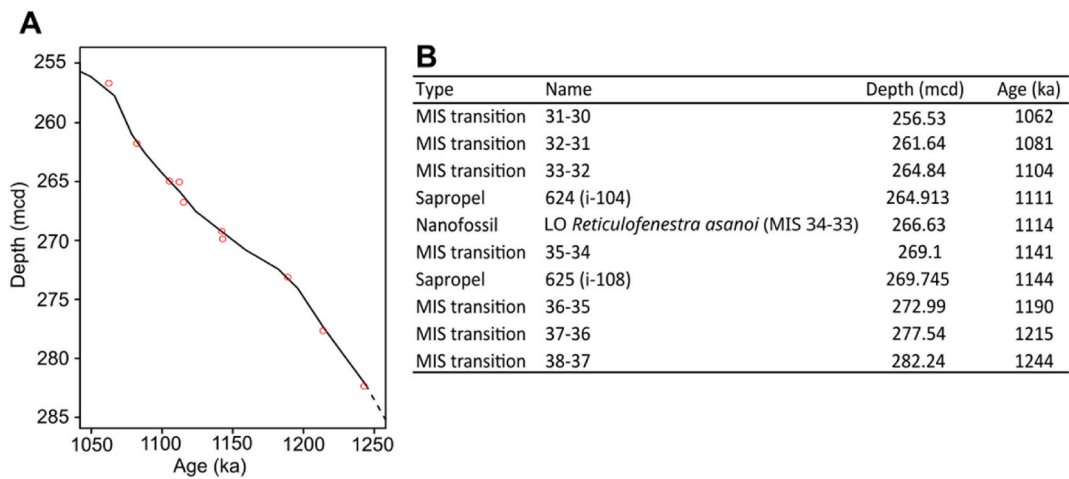 A
255
260
265
270
275
280
285
Depth (mcd)
1050 1100 1150 1200 1250
Age (ka)
B
Type Name Depth (mcd) Age (ka)
MIS transition 31-30 256.53 1062
MIS transition 32-31 261.64 1081
MIS transition 33-32 264.84 1104
Sapropel 624 (i-104) 264.913 1111
Nanofossil LO Reticulofenestra asanoi (MIS 34-33) 266.63 1114
MIS transition 35-34 269.1 1141
Sapropel 625 (i-108) 269.745 1144
MIS transition 36-35 272.99 1190
MIS transition 37-36 277.54 1215
MIS transition 38-37 282.24 1244